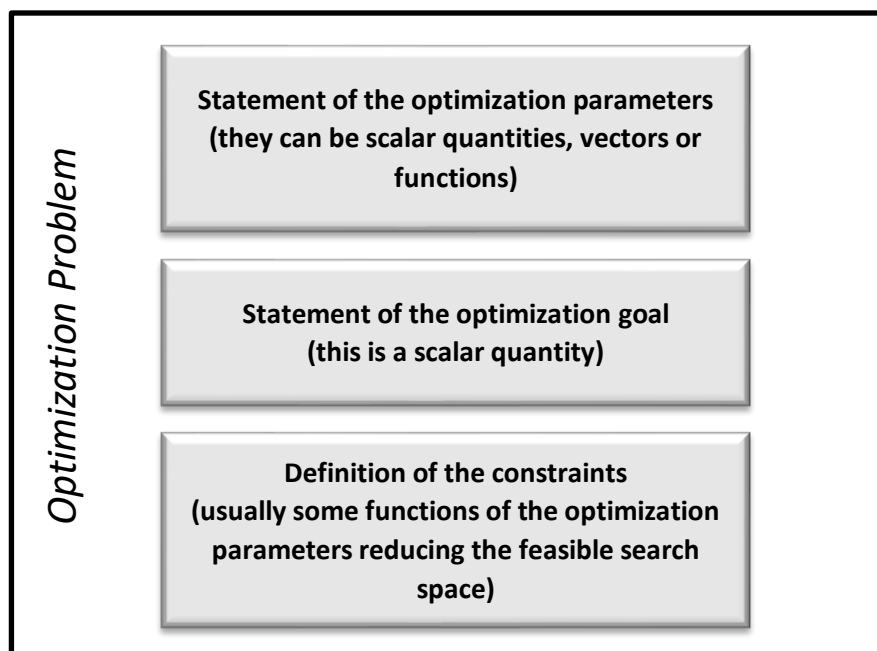 Optimization Problem
Statement of the optimization parameters
(they can be scalar quantities, vectors or
functions)
Statement of the optimization goal
(this is a scalar quantity)
Definition of the constraints
(usually some functions of the optimization
parameters reducing the feasible search
space)